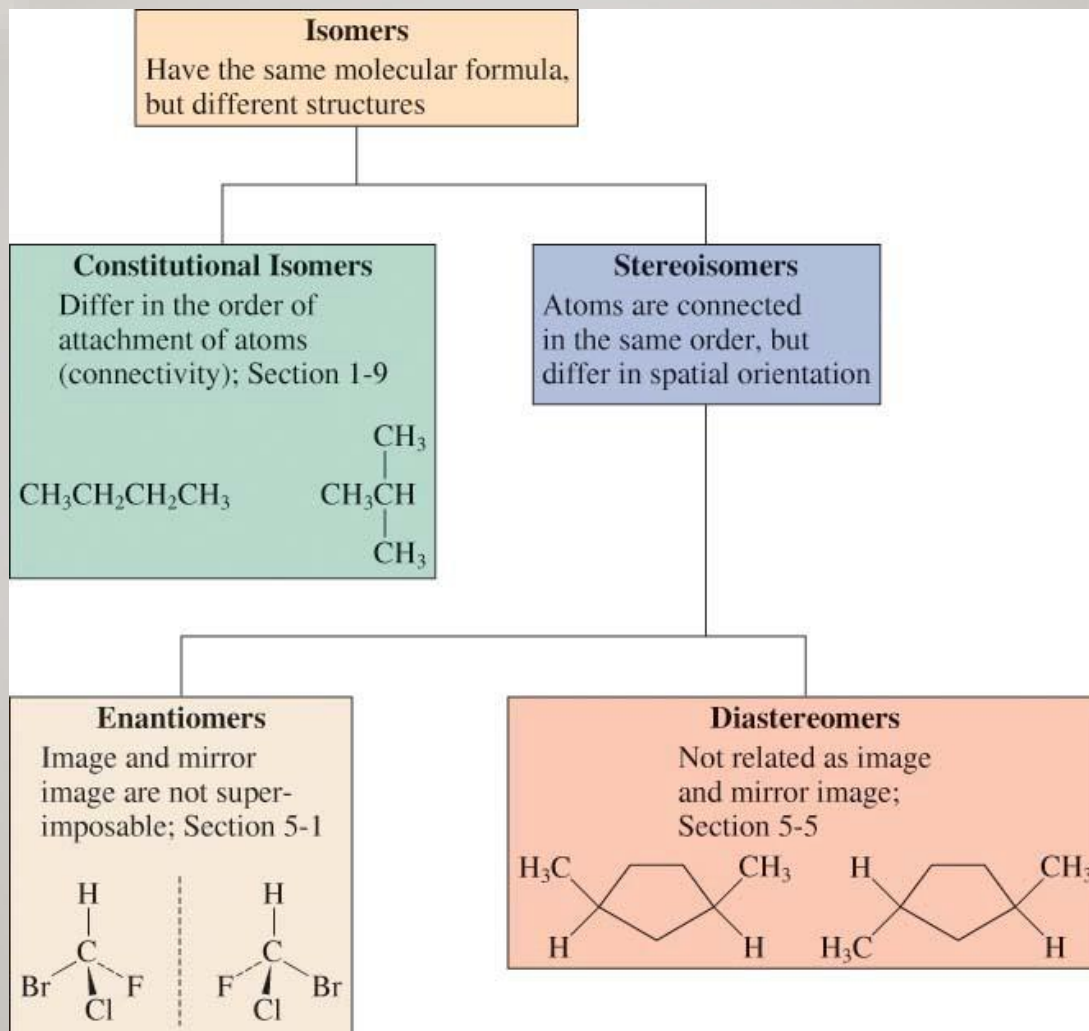 Isomers
Have the same molecular formula,
but different structures
Constitutional Isomers
Differ in the order of
attachment of atoms
(connectivity); Section 1-9
CH₃
CH₃CH₂CH₂CH₃ CH₃CH
CH₃
Stereoisomers
Atoms are connected
in the same order, but
differ in spatial orientation
Enantiomers
Image and mirror
image are not super-
imposable; Section 5-1
H H
C C
Br F F Br
Cl Cl
Diastereomers
Not related as image
and mirror image;
Section 5-5
H₃C CH₃ H CH₃
H H H₃C H